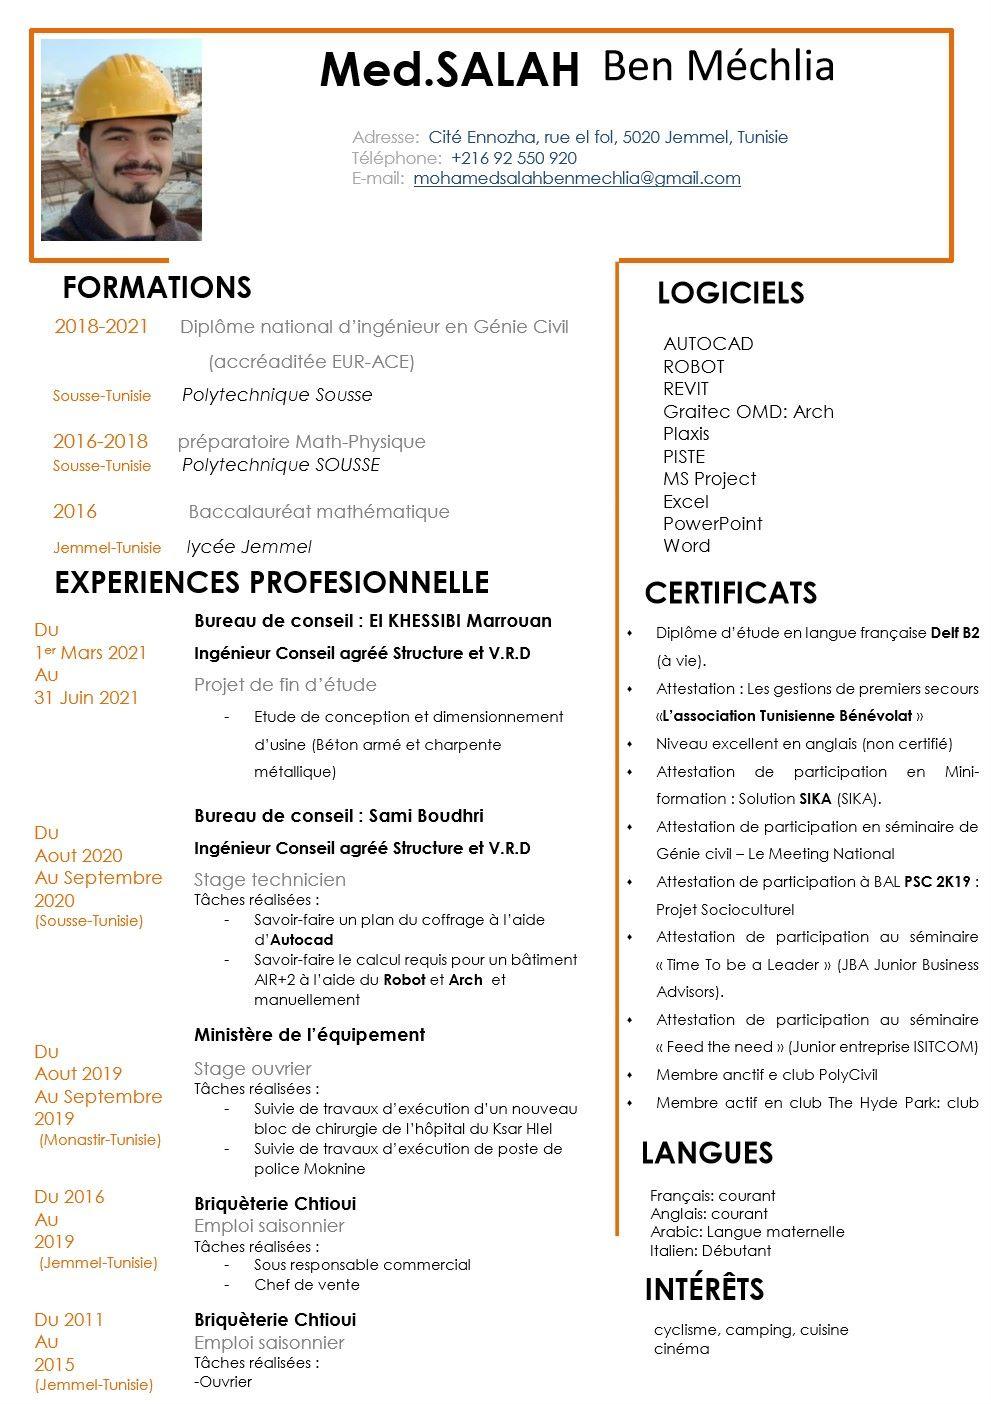 Med.SALAH Ben Méchlia
Adresse: Cité Ennozha, rue el fol, 5020 Jemmel, Tunisie
Téléphone: +216 92 550 920
E-mail: mohamedsalahbenmechlia@gmail.com
FORMATIONS
2018-2021 Diplôme national d’ingénieur en Génie Civil
(accréaditée EUR-ACE)
Sousse-Tunisie Polytechnique Sousse
2016-2018 préparatoire Math-Physique
Sousse-Tunisie Polytechnique SOUSSE
2016 Baccalauréat mathématique
Jemmel-Tunisie lycée Jemmel
EXPERIENCES PROFESIONNELLE
Du
1er Mars 2021
Au
31 Juin 2021
Bureau de conseil : El KHESSIBI Marrouan
Ingénieur Conseil agréé Structure et V.R.D
Projet de fin d’étude
- Etude de conception et dimensionnement
d’usine (Béton armé et charpente
métallique)
Du
Aout 2020
Au Septembre
2020
(Sousse-Tunisie)
Bureau de conseil : Sami Boudhri
Ingénieur Conseil agréé Structure et V.R.D
Stage technicien
Tâches réalisées :
- Savoir-faire un plan du coffrage à l’aide
d’Autocad
- Savoir-faire le calcul requis pour un bâtiment
AIR+2 à l’aide du Robot et Arch et
manuellement
Du
Aout 2019
Au Septembre
2019
(Monastir-Tunisie)
Ministère de l’équipement
Stage ouvrier
Tâches réalisées :
- Suivie de travaux d’exécution d’un nouveau
bloc de chirurgie de l’hôpital du Ksar Hlel
- Suivie de travaux d’exécution de poste de
police Moknine
Du 2016
Au
2019
(Jemmel-Tunisie)
Briquèterie Chtioui
Emploi saisonnier
Tâches réalisées :
- Sous responsable commercial
- Chef de vente
Du 2011
Au
2015
(Jemmel-Tunisie)
Briquèterie Chtioui
Emploi saisonnier
Tâches réalisées :
-Ouvrier
LOGICIELS
AUTOCAD
ROBOT
REVIT
Graitec OMD: Arch
Plaxis
PISTE
MS Project
Excel
PowerPoint
Word
CERTIFICATS
⬧ Diplôme d’étude en langue française Delf B2
(à vie).
⬧ Attestation : Les gestions de premiers secours
«L’association Tunisienne Bénévolat »
⬧ Niveau excellent en anglais (non certifié)
⬧ Attestation de participation en Mini-
formation : Solution SIKA (SIKA).
⬧ Attestation de participation en séminaire de
Génie civil – Le Meeting National
⬧ Attestation de participation à BAL PSC 2K19 :
Projet Socioculturel
⬧ Attestation de participation au séminaire
« Time To be a Leader » (JBA Junior Business
Advisors).
⬧ Attestation de participation au séminaire
« Feed the need » (Junior entreprise ISITCOM)
⬧ Membre anctif e club PolyCivil
⬧ Membre actif en club The Hyde Park: club
LANGUES
Français: courant
Anglais: courant
Arabic: Langue maternelle
Italien: Débutant
INTÉRÊTS
cyclisme, camping, cuisine
cinéma